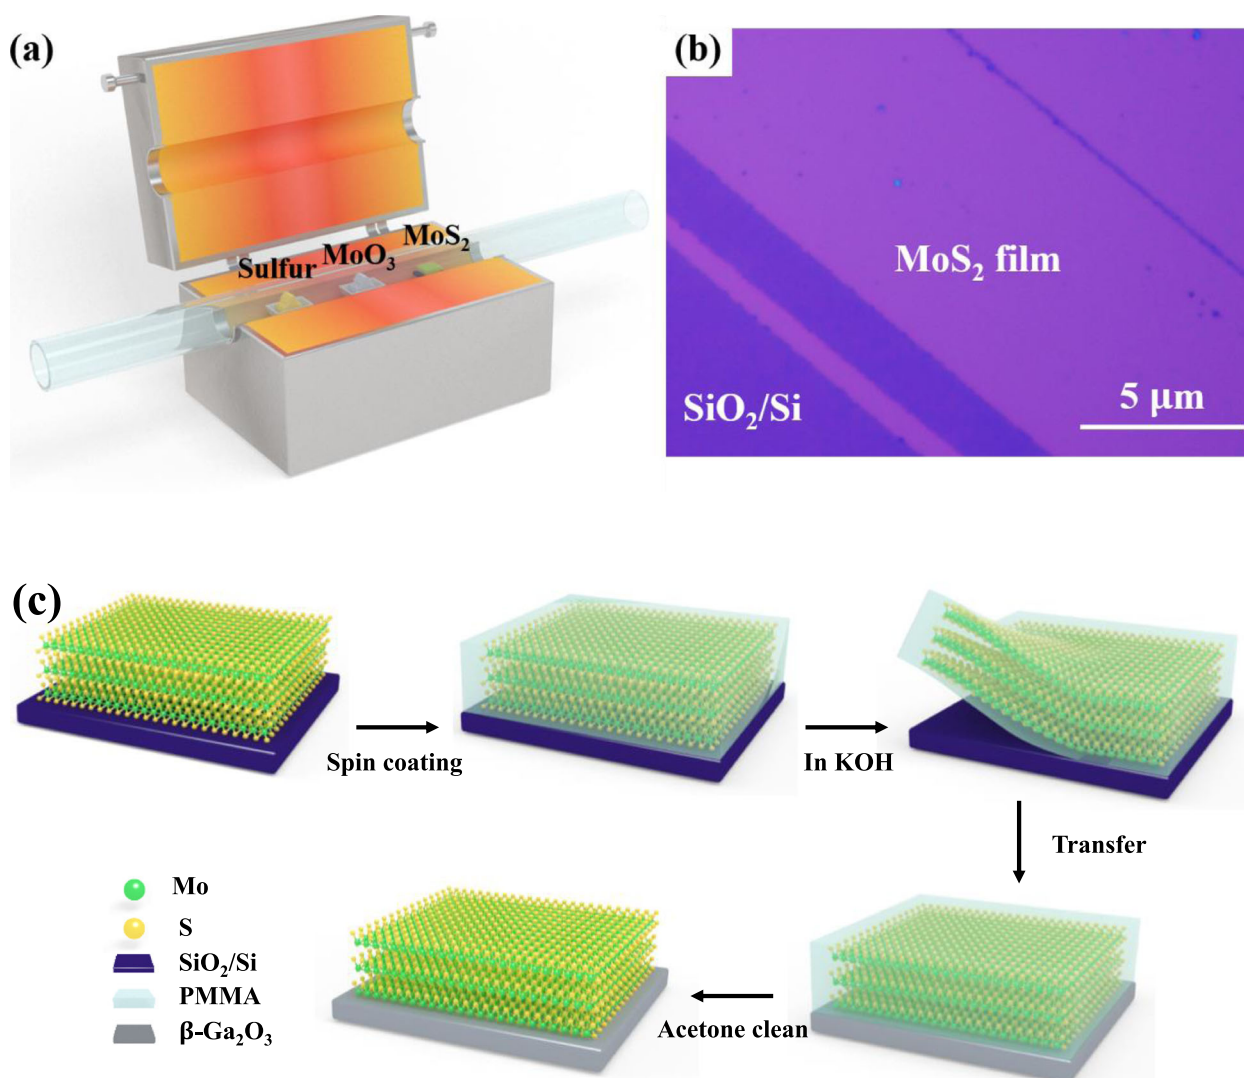 (a)
Sulfur
MoO₃
MoS₂
(b)
MoS₂ film
SiO₂/Si
5 μm
(c)
Spin coating
In KOH
Transfer
Mo
S
SiO₂/Si
PMMA
β-Ga₂O₃
Acetone clean